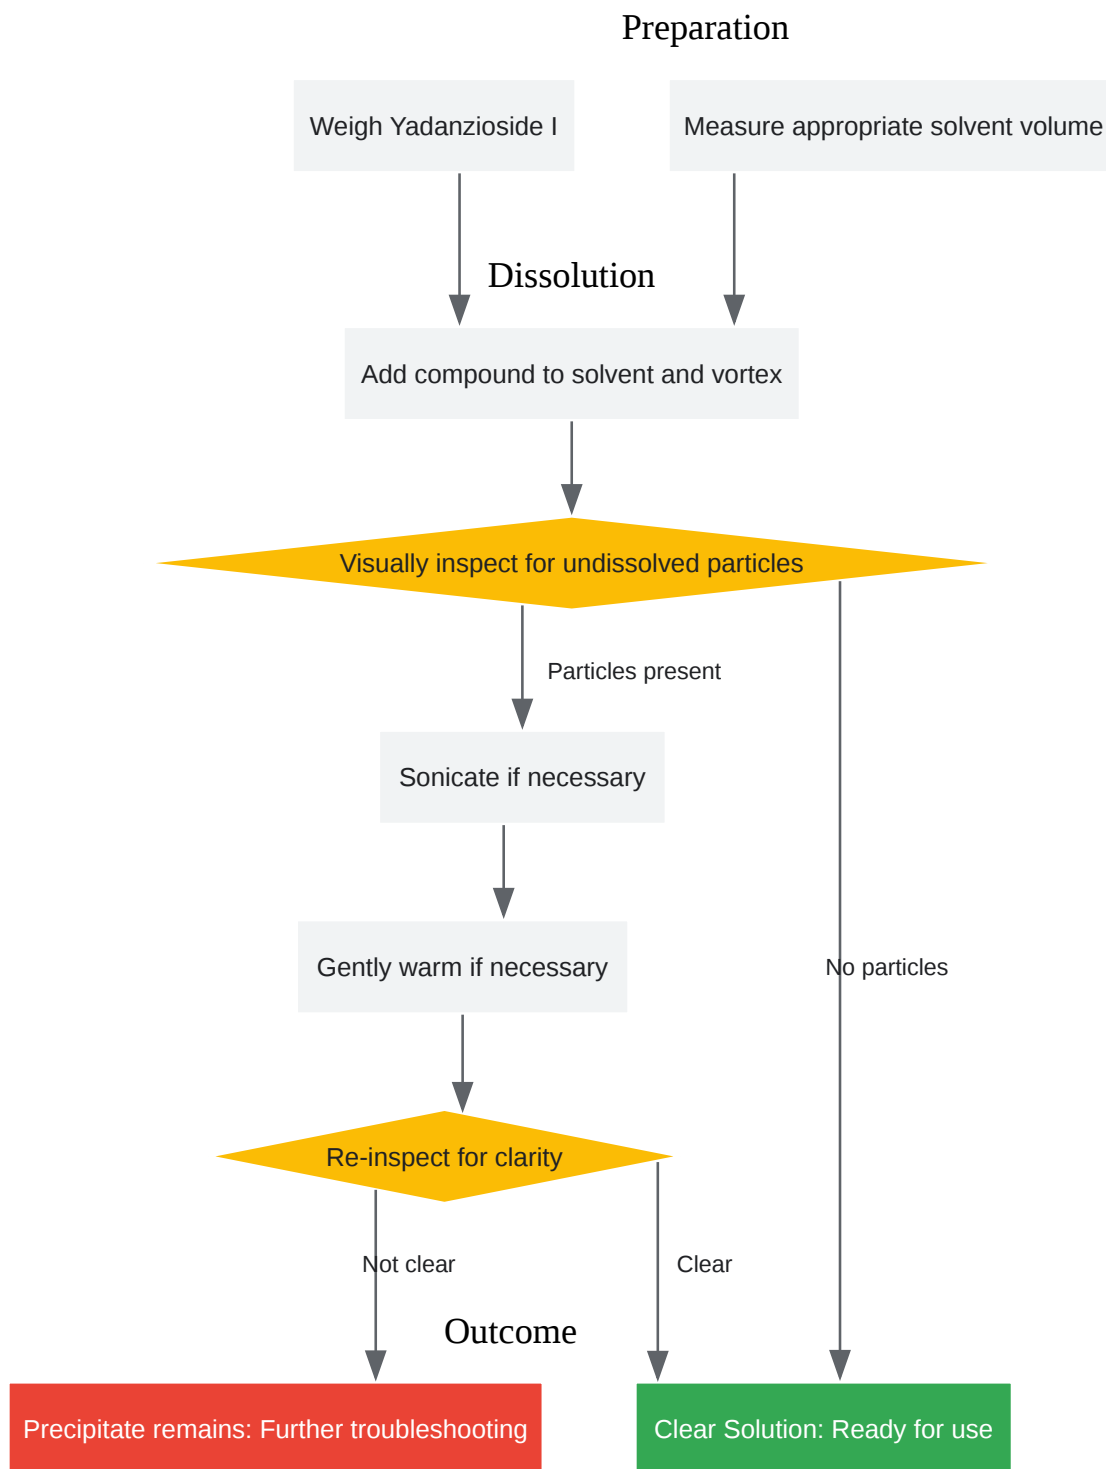 Preparation
Weigh Yadanzioside I
Measure appropriate solvent volume
Dissolution
Add compound to solvent and vortex
Visually inspect for undissolved particles
Particles present
Sonicate if necessary
Gently warm if necessary
No particles
Re-inspect for clarity
Not clear
Clear
Outcome
Precipitate remains: Further troubleshooting
Clear Solution: Ready for use